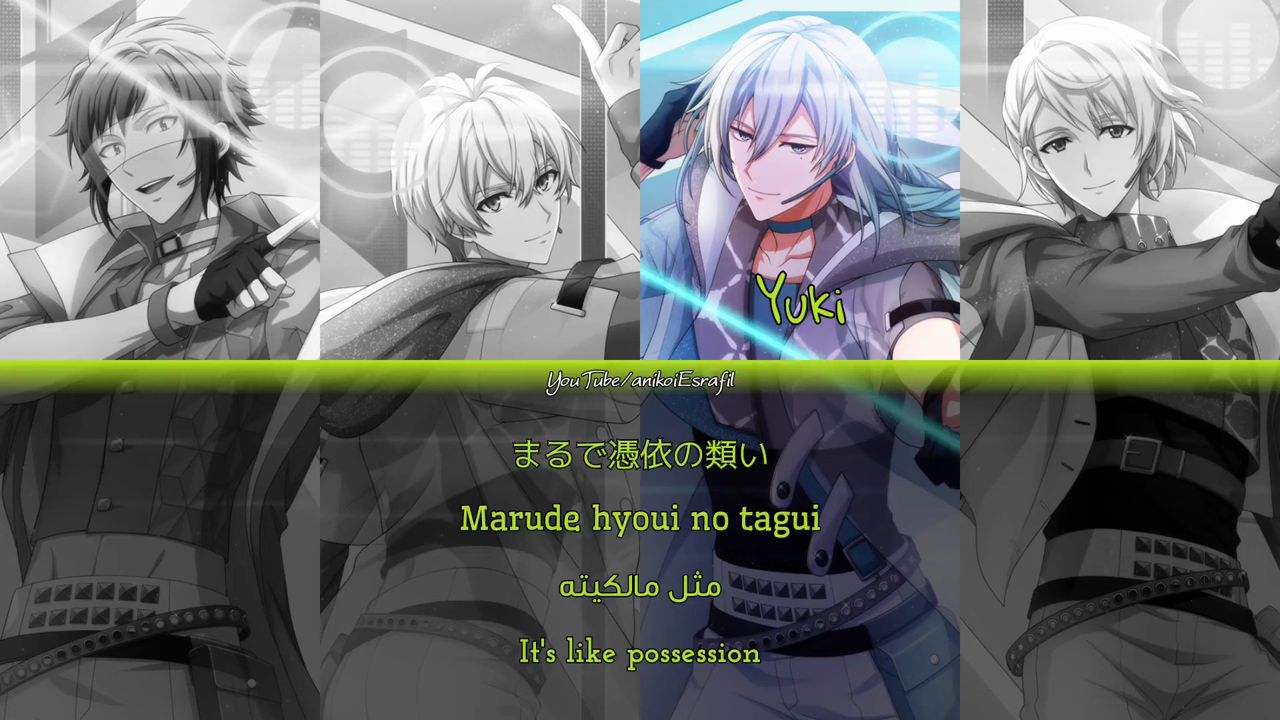 Yuki
YouTube/anikoiEsrafil
まるで憑依の類い
Marude hyoui no tagui
مثل مالکیته
It's like possession